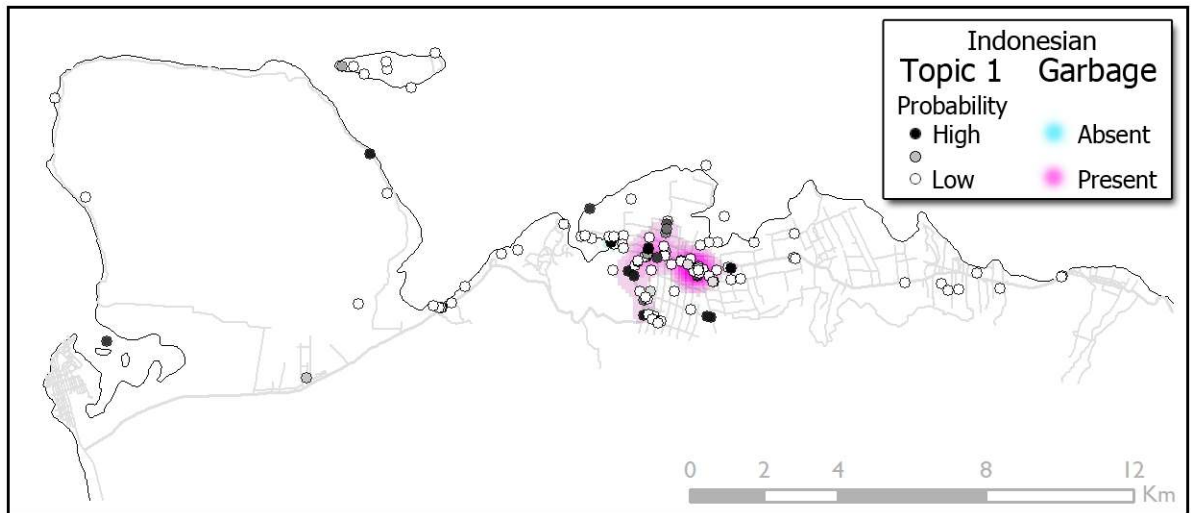 Indonesian
Topic 1 Garbage
Probability
High Absent
Low Present
0 2 4 8 12
Km